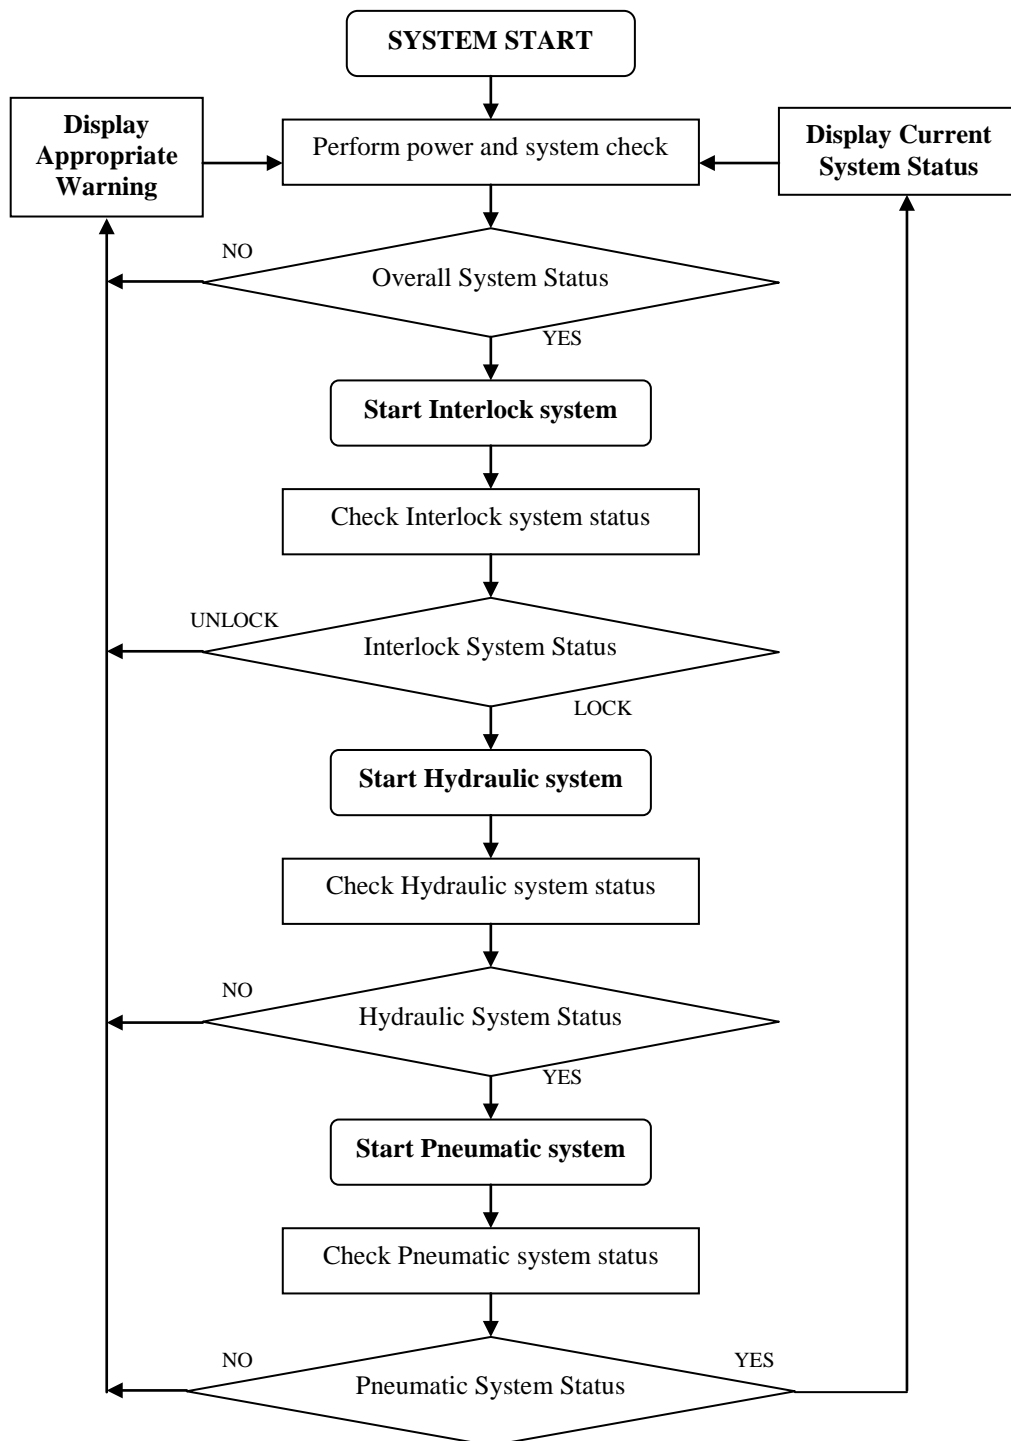 SYSTEM START
Display
Appropriate
Warning
Perform power and system check
Display Current
System Status
NO
Overall System Status
YES
Start Interlock system
Check Interlock system status
UNLOCK
Interlock System Status
LOCK
Start Hydraulic system
Check Hydraulic system status
NO
Hydraulic System Status
YES
Start Pneumatic system
Check Pneumatic system status
NO
YES
Pneumatic System Status